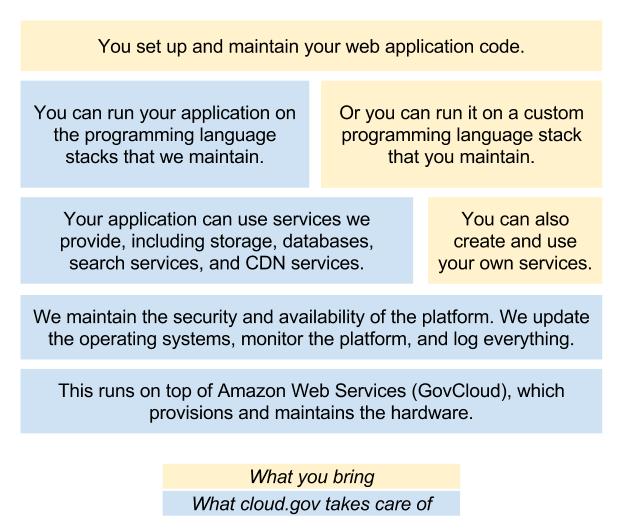 You set up and maintain your web application code.
You can run your application on
the programming language
stacks that we maintain.
Or you can run it on a custom
programming language stack
that you maintain.
Your application can use services we
provide, including storage, databases,
search services, and CDN services.
You can also
create and use
your own services.
We maintain the security and availability of the platform. We update
the operating systems, monitor the platform, and log everything.
This runs on top of Amazon Web Services (GovCloud), which
provisions and maintains the hardware.
What you bring
What cloud.gov takes care of